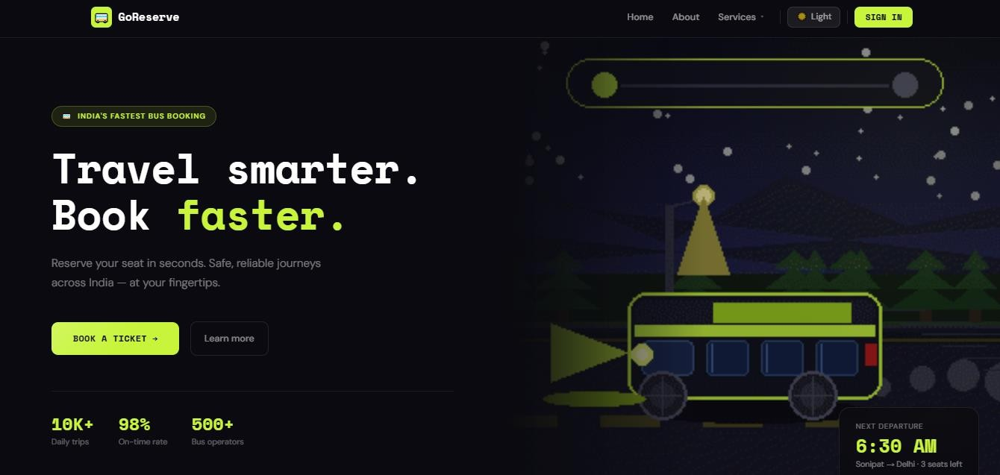 GoReserve
Home About Services Light SIGN IN
INDIA'S FASTEST BUS BOOKING
Travel smarter.
Book faster.
Reserve your seat in seconds. Safe, reliable journeys
across India — at your fingertips.
BOOK A TICKET → Learn more
10K+ 98% 500+
Daily trips On-time rate Bus operators
NEXT DEPARTURE
6:30 AM
Sonipat → Delhi · 3 seats left